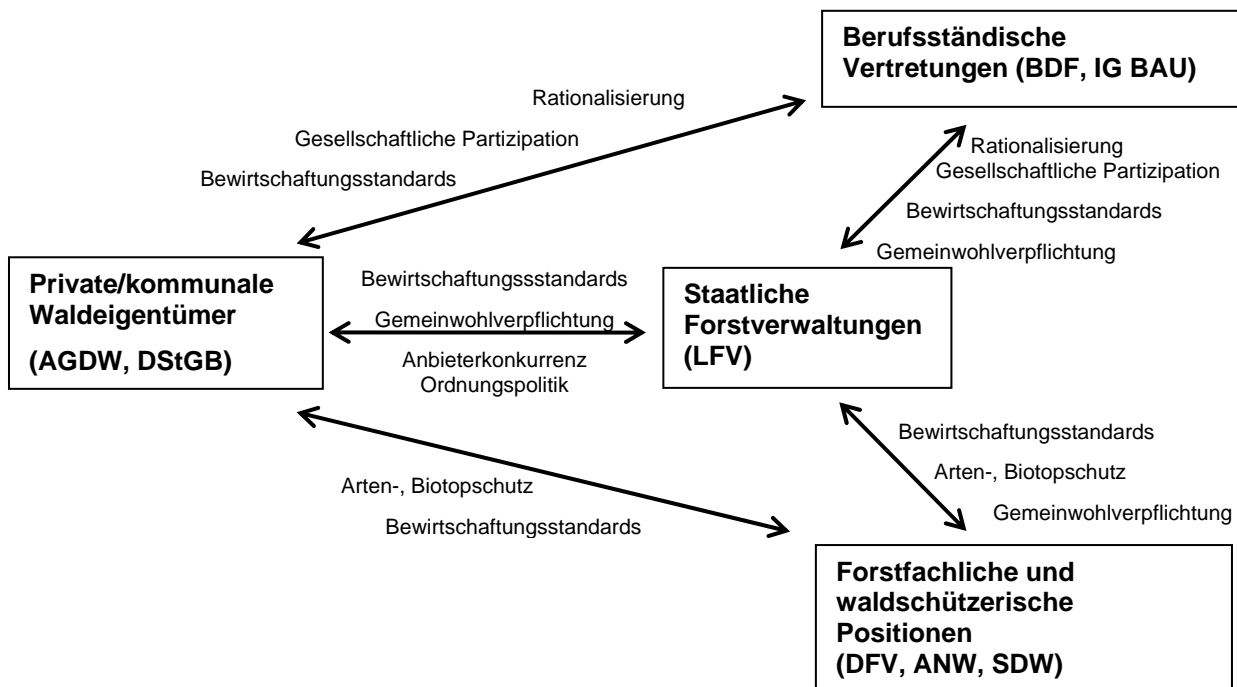 Berufsständische
Vertretungen (BDF, IG BAU)
Rationalisierung
Gesellschaftliche Partizipation
Bewirtschaftungsstandards
Rationalisierung
Gesellschaftliche Partizipation
Bewirtschaftungsstandards
Gemeinwohlverpflichtung
Private/kommunale
Waldeigentümer
(AGDW, DStGB)
Bewirtschaftungssstandards
Gemeinwohlverpflichtung
Anbieterkonkurrenz
Ordnungspolitik
Staatliche
Forstverwaltungen
(LFV)
Arten-, Biotopschutz
Bewirtschaftungsstandards
Bewirtschaftungsstandards
Arten-, Biotopschutz
Gemeinwohlverpflichtung
Forstfachliche und
waldschützerische
Positionen
(DFV, ANW, SDW)